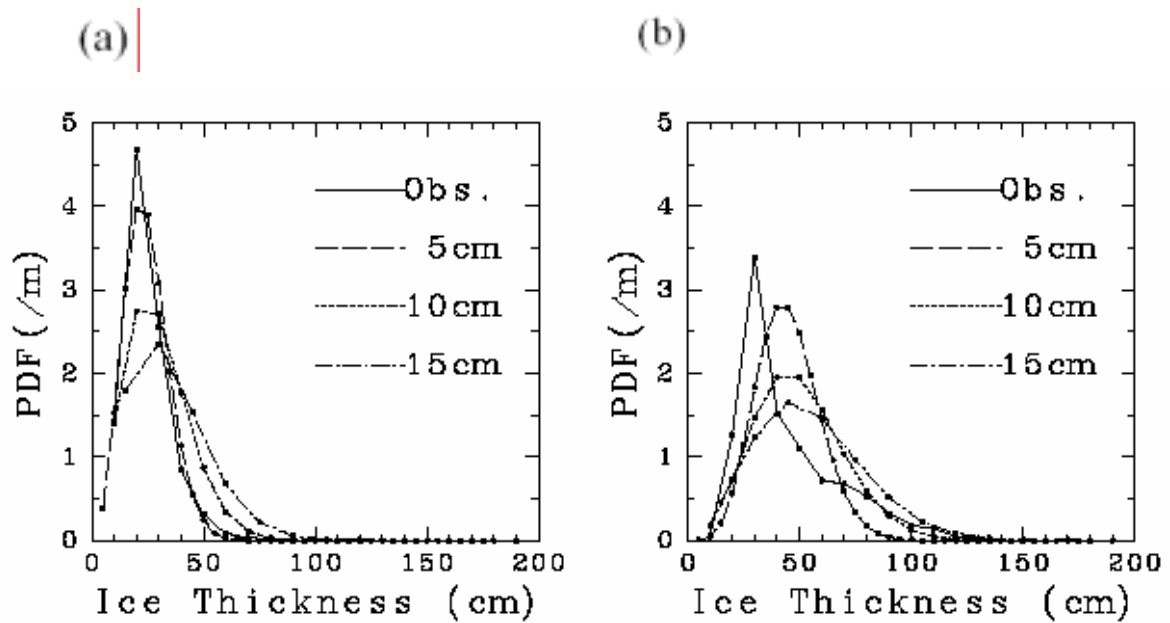 (a)
(b)
5
4
3
2
1
0
PDF(/m)
Obs.
5cm
10cm
15cm
0 50 100 150 200
Ice Thickness (cm)
5
4
3
2
1
0
PDF(/m)
Obs.
5cm
10cm
15cm
0 50 100 150 200
Ice Thickness (cm)